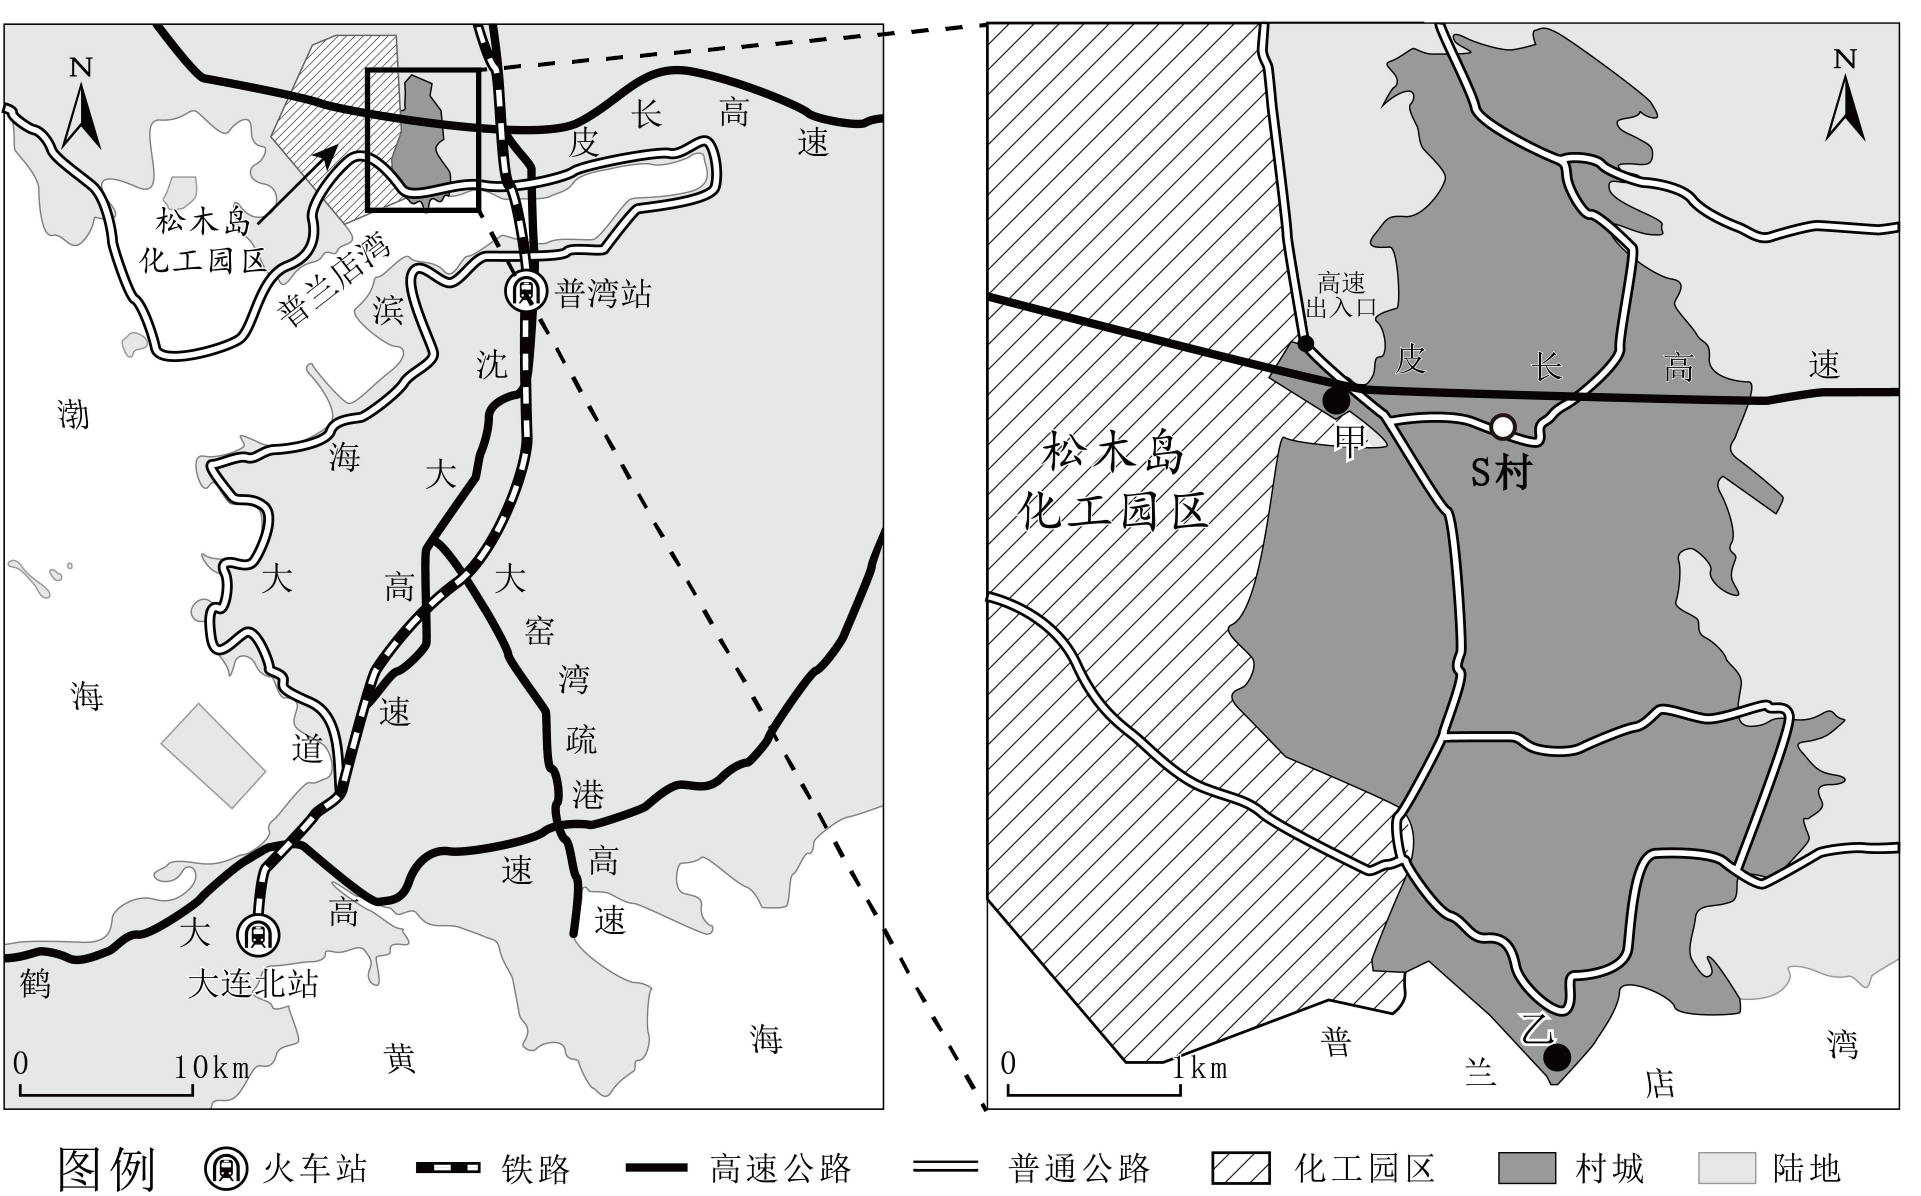 N
皮长高速
松木岛
化工园区
普兰店湾
普湾站
滨海大道
沈大高速
大窑湾疏港高速
渤海
鹤大高速
大连北站
黄海
0 10km
N
高速
出入口
皮长高速
甲
S村
松木岛
化工园区
乙
普兰店湾
0 1km
图例 火车站 铁路 高速公路 普通公路 化工园区 村城 陆地